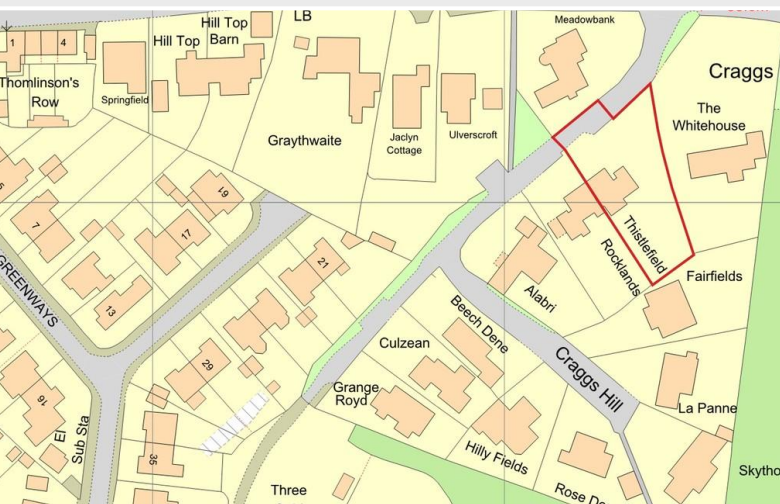 LB
Meadowbank
Hill Top
Barn
Hill Top
1
4
Craggs
Thomlinson's
Row
Springfield
The
Whitehouse
Graythwaite
Jaclyn
Cottage
Ulverscroft
19
7
17
Thistlefield
Rocklands
21
Fairfields
GREENWAYS
13
Alabri
Beech Dene
Culzean
29
Craggs Hill
16
Grange
Royd
La Panne
El
Sub Sta
35
Hilly Fields
Three
Rose
Skytho